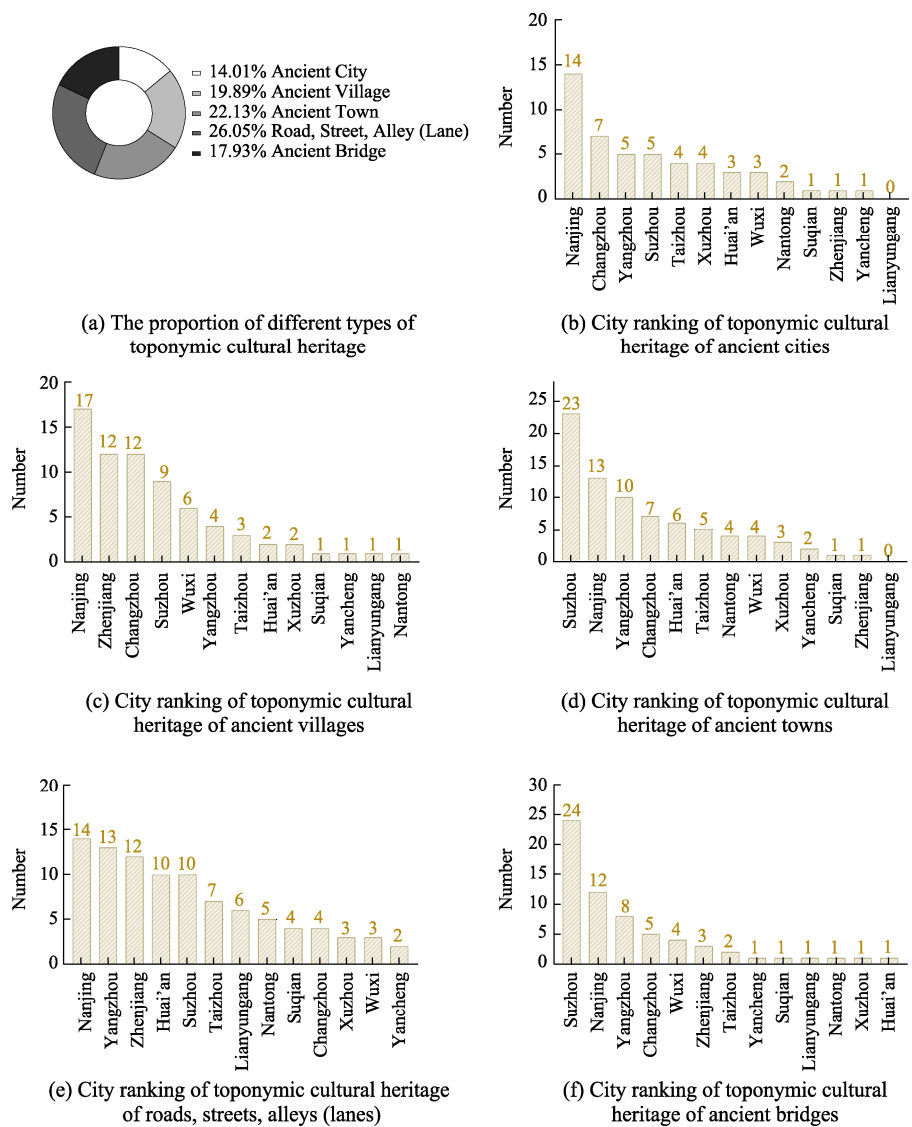 14.01% Ancient City
19.89% Ancient Village
22.13% Ancient Town
26.05% Road, Street, Alley (Lane)
17.93% Ancient Bridge
(a) The proportion of different types of
toponymic cultural heritage
Number
20
15
10
5
0
14 7 5 5 4 4 3 3 2 1 1 1 0
Nanjing Changzhou Yangzhou Suzhou Taizhou Xuzhou Huai'an Wuxi Nantong Suqian Zhenjiang Yancheng Lianyungang
(b) City ranking of toponymic cultural
heritage of ancient cities
Number
20
15
10
5
0
17 12 12 9 6 4 3 2 2 1 1 1 1
Nanjing Zhenjiang Changzhou Suzhou Wuxi Yangzhou Taizhou Huai'an Xuzhou Suqian Yancheng Lianyungang Nantong
(c) City ranking of toponymic cultural
heritage of ancient villages
Number
25
20
15
10
5
0
23 13 10 7 6 5 4 4 3 2 1 1 0
Suzhou Nanjing Yangzhou Changzhou Huai'an Taizhou Nantong Wuxi Xuzhou Yancheng Suqian Zhenjiang Lianyungang
(d) City ranking of toponymic cultural
heritage of ancient towns
Number
20
15
10
5
0
14 13 12 10 10 7 6 5 4 4 3 3 2
Nanjing Yangzhou Zhenjiang Huai'an Suzhou Taizhou Lianyungang Nantong Suqian Changzhou Xuzhou Wuxi Yancheng
(e) City ranking of toponymic cultural heritage
of roads, streets, alleys (lanes)
Number
30
25
20
15
10
5
0
24 12 8 5 4 3 2 1 1 1 1 1 1
Suzhou Nanjing Yangzhou Changzhou Wuxi Zhenjiang Taizhou Yancheng Suqian Lianyungang Nantong Xuzhou Huai'an
(f) City ranking of toponymic cultural
heritage of ancient bridges